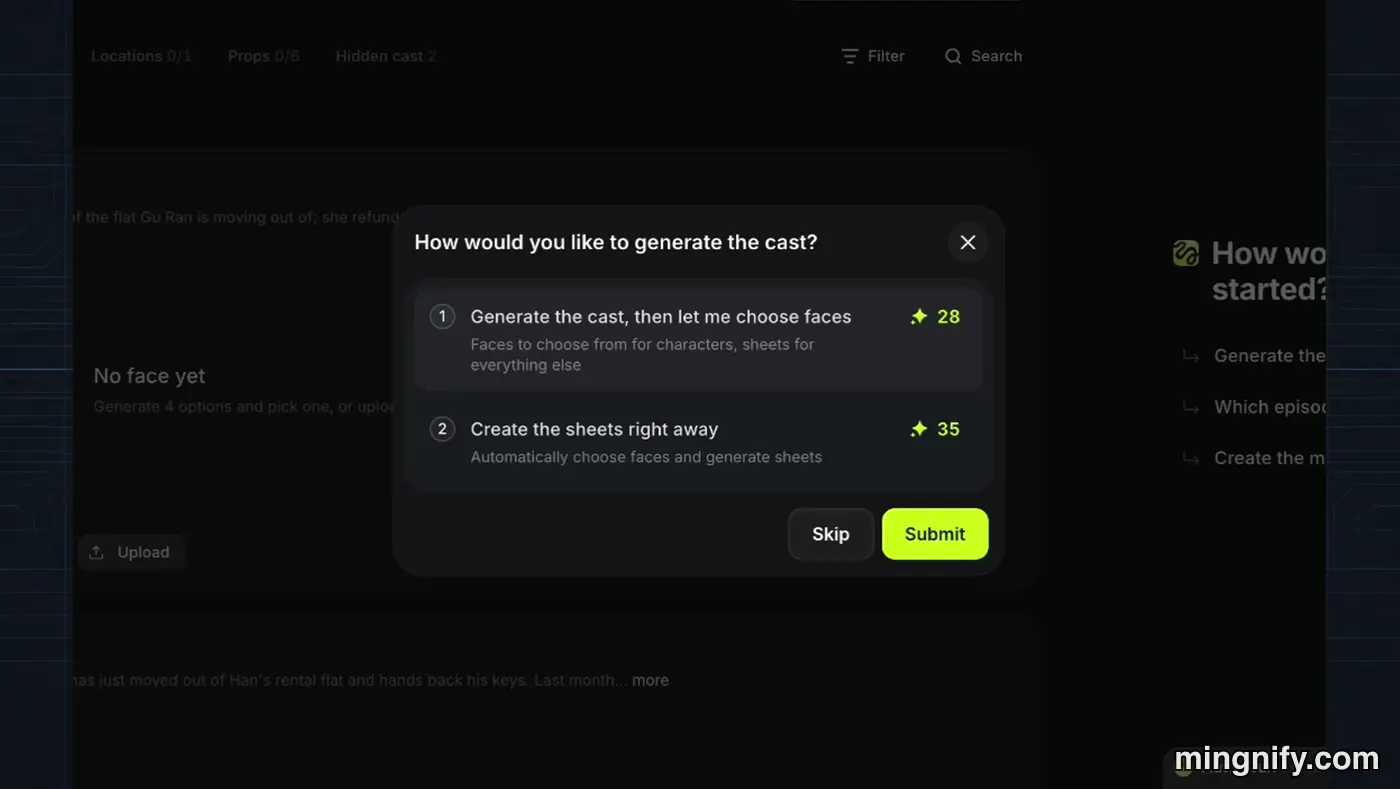 Locations 0/1 Props 0/6 Hidden cast 2 Filter Search
of the flat Gu Ran is moving out of; she refund
How would you like to generate the cast?
1 Generate the cast, then let me choose faces 28
Faces to choose from for characters, sheets for
everything else
2 Create the sheets right away 35
Automatically choose faces and generate sheets
Skip Submit
No face yet
Generate 4 options and pick one, or uploa
Upload
has just moved out of Han's rental flat and hands back his keys. Last month... more
How wo
started?
Generate the
Which episod
Create the m
mingnify.com